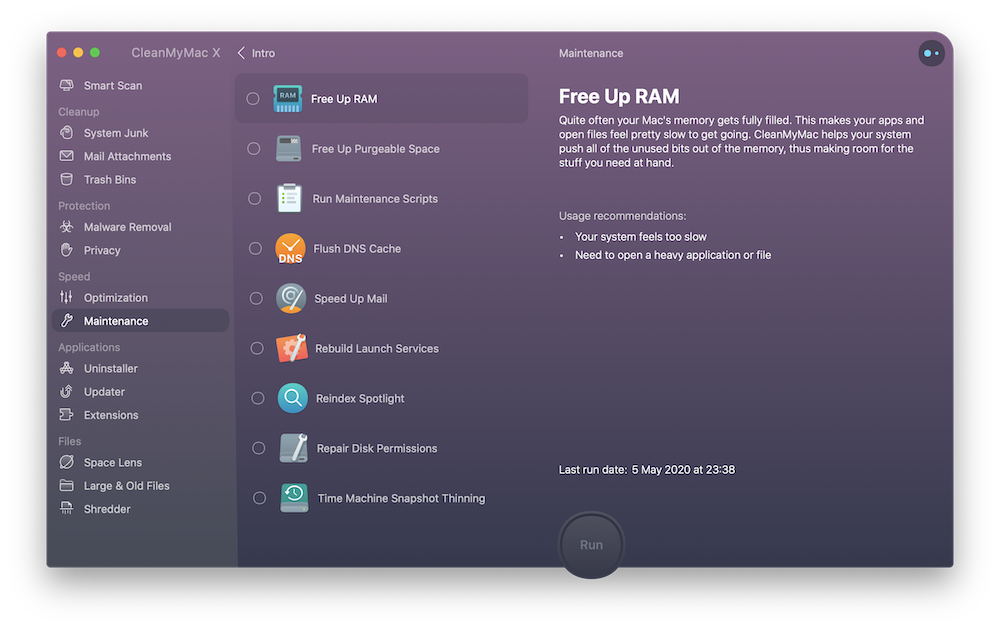 CleanMyMac X
Smart Scan
Cleanup
System Junk
Mail Attachments
Trash Bins
Protection
Malware Removal
Privacy
Speed
Optimization
Maintenance
Applications
Uninstaller
Updater
Extensions
Files
Space Lens
Large & Old Files
Shredder
Intro
RAM
Free Up RAM
Free Up Purgeable Space
Run Maintenance Scripts
DNS
Flush DNS Cache
Speed Up Mail
Rebuild Launch Services
Reindex Spotlight
Repair Disk Permissions
Time Machine Snapshot Thinning
Maintenance
Free Up RAM
Quite often your Mac's memory gets fully filled. This makes your apps and
open files feel pretty slow to get going. CleanMyMac helps your system
push all of the unused bits out of the memory, thus making room for the
stuff you need at hand.
Usage recommendations:
• Your system feels too slow
• Need to open a heavy application or file
Last run date: 5 May 2020 at 23:38
Run